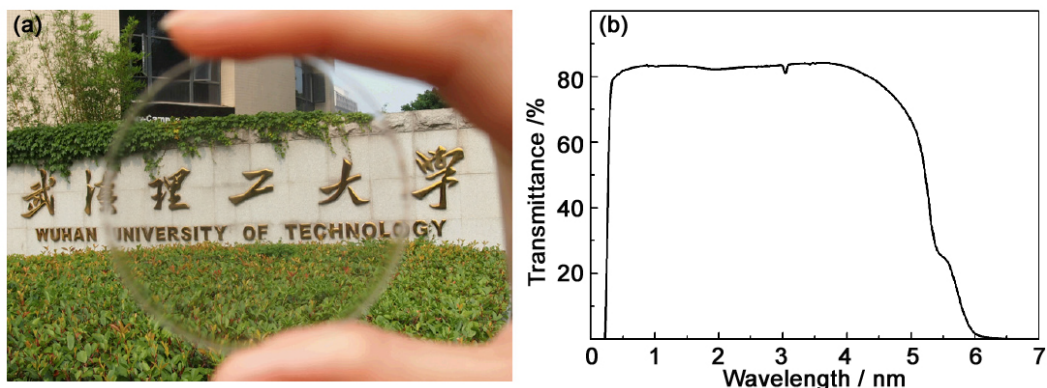 (a)
武汉理工大学
WUHAN UNIVERSITY OF TECHNOLOGY
(b)
Transmittance /%
80
60
40
20
0 1 2 3 4 5 6 7
Wavelength / nm